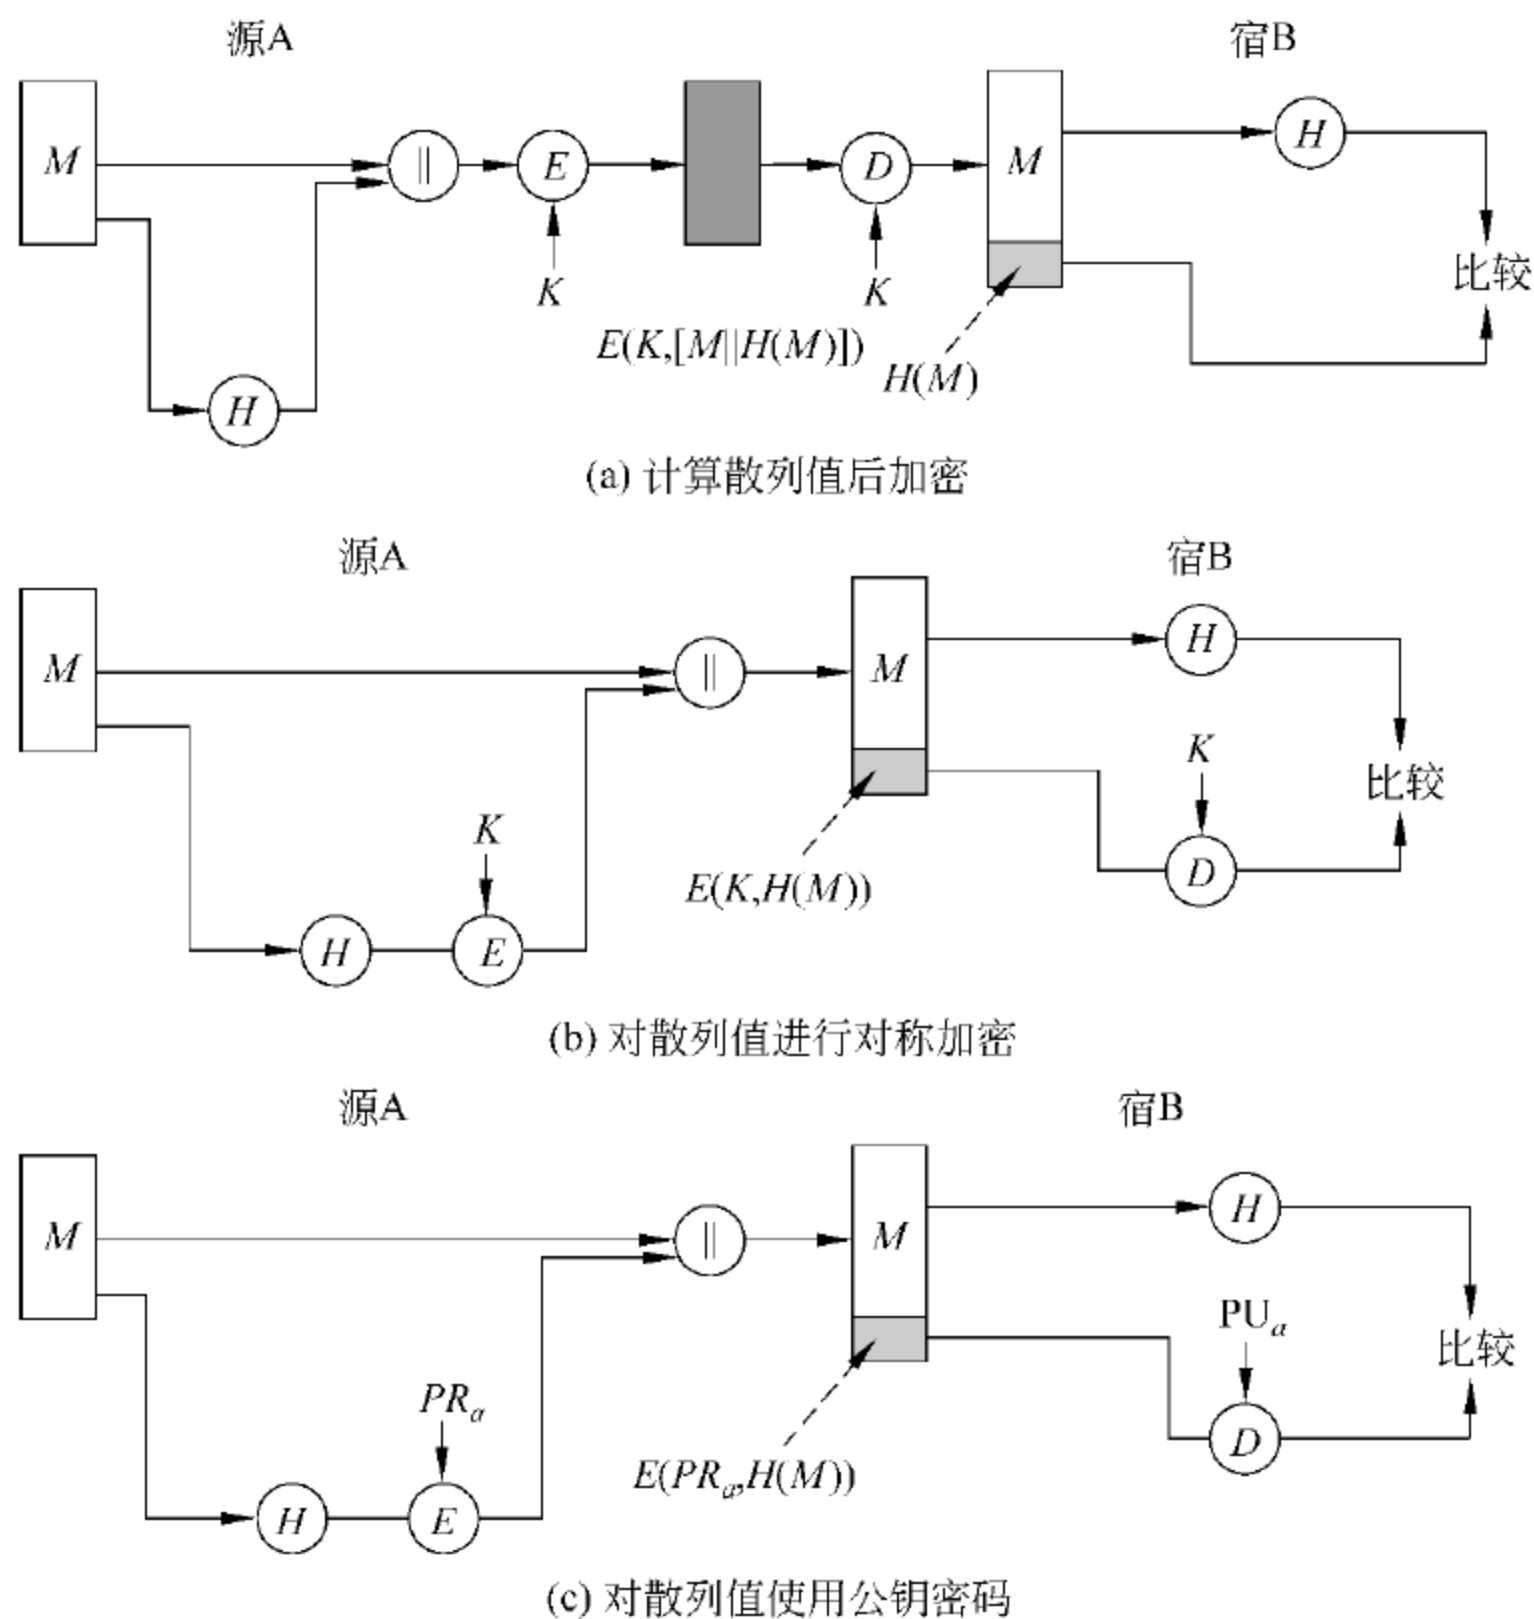 源A 宿B
M || E D M H
K K 比较
E(K,[M||H(M)])
H(M)
H
(a) 计算散列值后加密
源A 宿B
M || M H
K 比较
K
E(K,H(M)) D
H E
(b) 对散列值进行对称加密
源A 宿B
M || M H
PUa 比较
PRa D
E(PRa,H(M))
H E
(c) 对散列值使用公钥密码